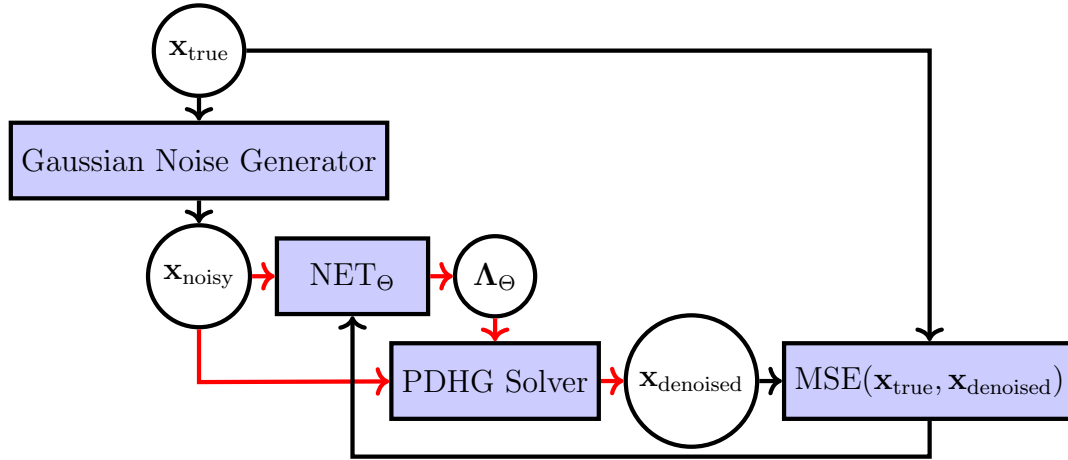 x_true
Gaussian Noise Generator
x_noisy
NET_Θ
Λ_Θ
PDHG Solver
x_denoised
MSE(x_true, x_denoised)